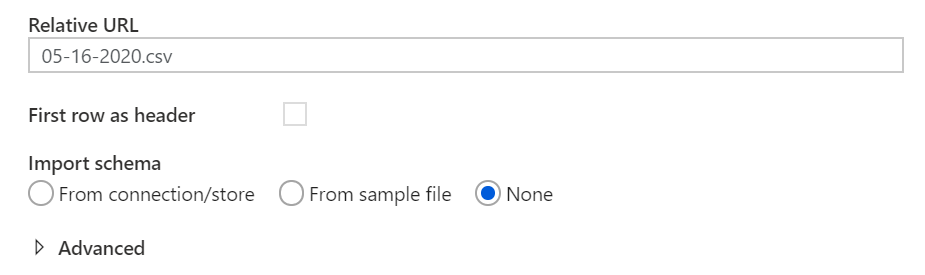 Relative URL
05-16-2020.csv
First row as header
Import schema
From connection/store From sample file None
Advanced